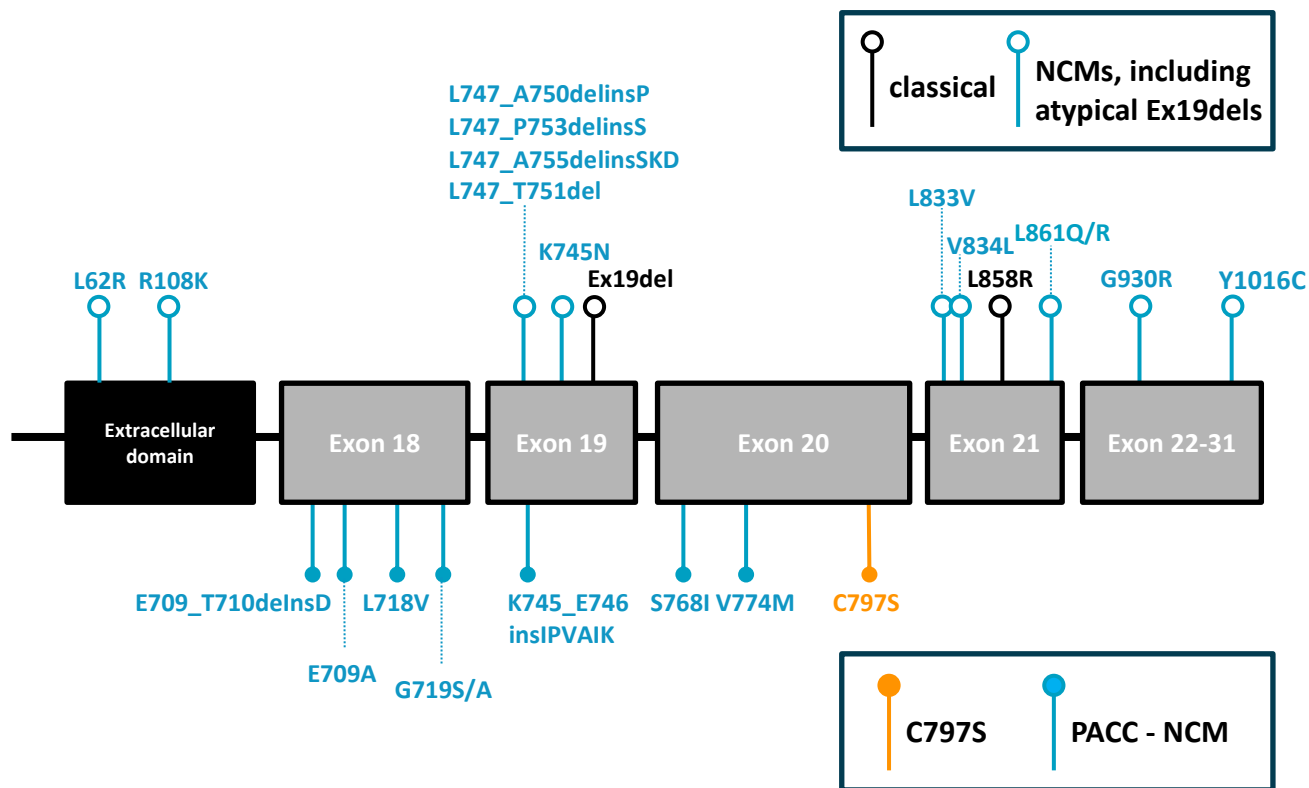 classical
NCMs, including
atypical Ex19dels
L747_A750delinsP
L747_P753delinsS
L747_A755delinsSKD
L747_T751del
K745N
Ex19del
L62R
R108K
L833V
V834L
L861Q/R
L858R
G930R
Y1016C
Extracellular
domain
Exon 18
Exon 19
Exon 20
Exon 21
Exon 22-31
E709_T710delnsD
E709A
L718V
G719S/A
K745_E746
insIPVAIK
S768I
V774M
C797S
C797S
PACC - NCM